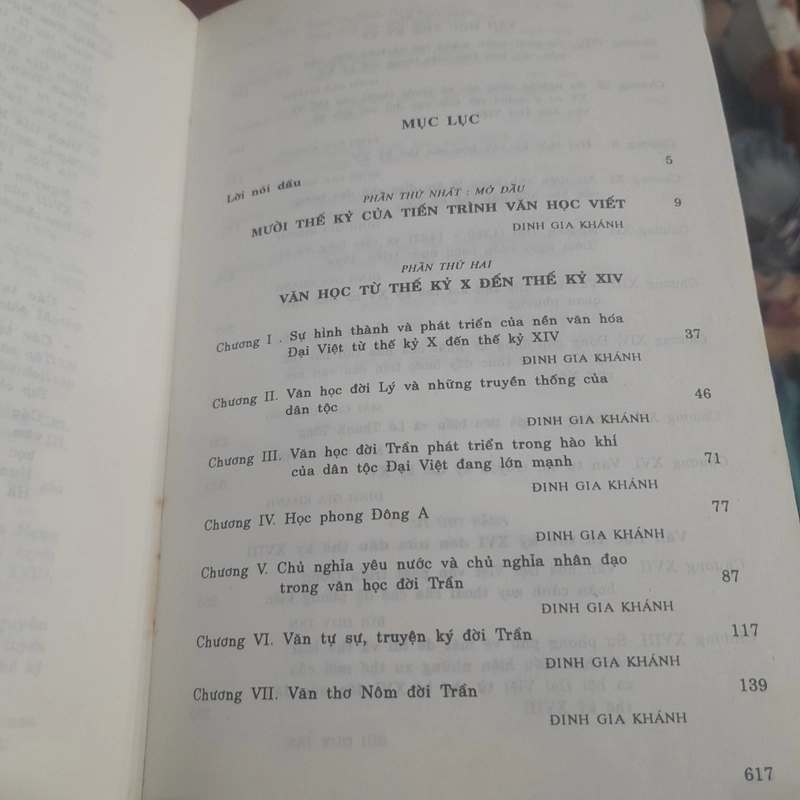 MỤC LỤC
Lời nói đầu 5
PHẦN THỨ NHẤT : MỞ ĐẦU
MƯỜI THẾ KỶ CỦA TIẾN TRÌNH VĂN HỌC VIẾT 9
ĐINH GIA KHÁNH
PHẦN THỨ HAI
VĂN HỌC TỪ THẾ KỶ X ĐẾN THẾ KỶ XIV
Chương I . Sự hình thành và phát triển của nền văn hóa
Đại Việt từ thế kỷ X đến thế kỷ XIV 37
ĐINH GIA KHÁNH
Chương II. Văn học đời Lý và những truyền thống của
dân tộc 46
ĐINH GIA KHÁNH
Chương III. Văn học đời Trần phát triển trong hào khí
của dân tộc Đại Việt đang lớn mạnh 71
ĐINH GIA KHÁNH
Chương IV. Học phong Đông A 77
ĐINH GIA KHÁNH
Chương V. Chủ nghĩa yêu nước và chủ nghĩa nhân đạo
trong văn học đời Trần 87
ĐINH GIA KHÁNH
Chương VI. Văn tự sự, truyện ký đời Trần 117
ĐINH GIA KHÁNH
Chương VII. Văn thơ Nôm đời Trần 139
ĐINH GIA KHÁNH
617